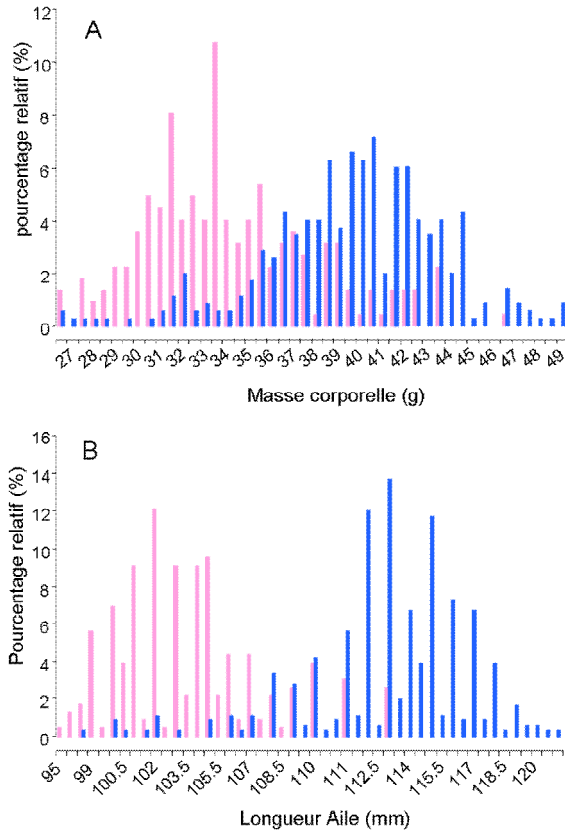 A
pourcentage relatif (%)
12
10
8
6
4
2
0
27 28 29 30 31 32 33 34 35 36 37 38 39 40 41 42 43 44 45 46 47 48 49
Masse corporelle (g)
B
Pourcentage relatif (%)
16
14
12
10
8
6
4
2
0
95 99 100.5 102 103.5 105.5 107 108.5 110 111 112.5 114 115.5 117 118.5 120
Longueur Aile (mm)